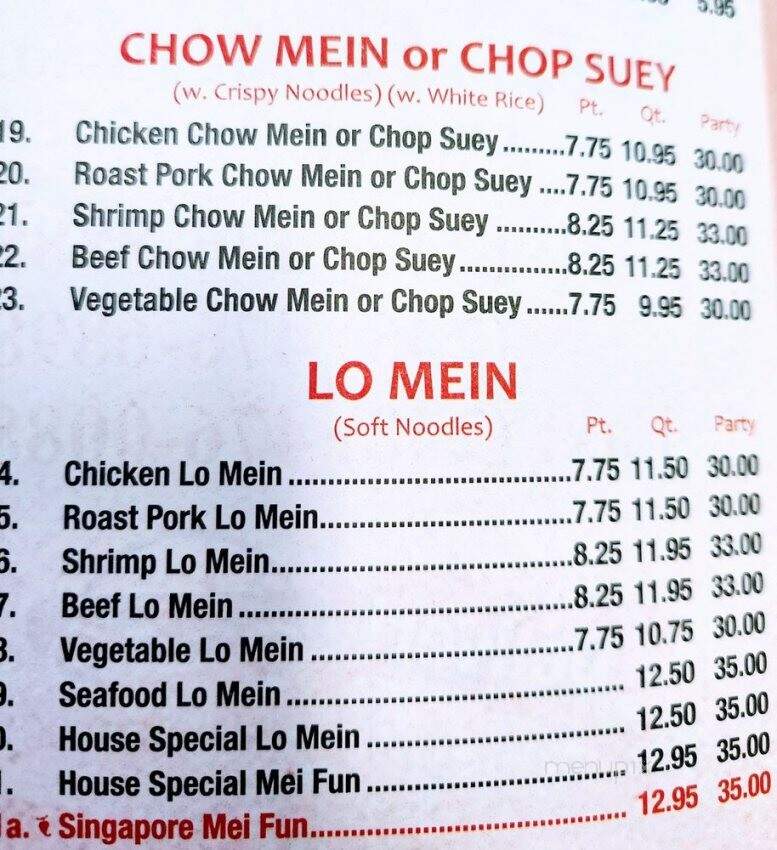 5.95
CHOW MEIN or CHOP SUEY
(w. Crispy Noodles) (w. White Rice) Pt. Qt. Party
19. Chicken Chow Mein or Chop Suey.........7.75 10.95 30.00
20. Roast Pork Chow Mein or Chop Suey ....7.75 10.95 30.00
21. Shrimp Chow Mein or Chop Suey ..........8.25 11.25 33.00
22. Beef Chow Mein or Chop Suey...............8.25 11.25 33.00
23. Vegetable Chow Mein or Chop Suey......7.75 9.95 30.00
LO MEIN
(Soft Noodles) Pt. Qt. Party
4. Chicken Lo Mein ........................................7.75 11.50 30.00
5. Roast Pork Lo Mein...................................7.75 11.50 30.00
6. Shrimp Lo Mein..........................................8.25 11.95 33.00
7. Beef Lo Mein ..............................................8.25 11.95 33.00
8. Vegetable Lo Mein .....................................7.75 10.75 30.00
9. Seafood Lo Mein ............................................... 12.50 35.00
0. House Special Lo Mein .................................... 12.50 35.00
1. House Special Mei Fun .................................... 12.95 35.00
1a. Singapore Mei Fun............................................ 12.95 35.00